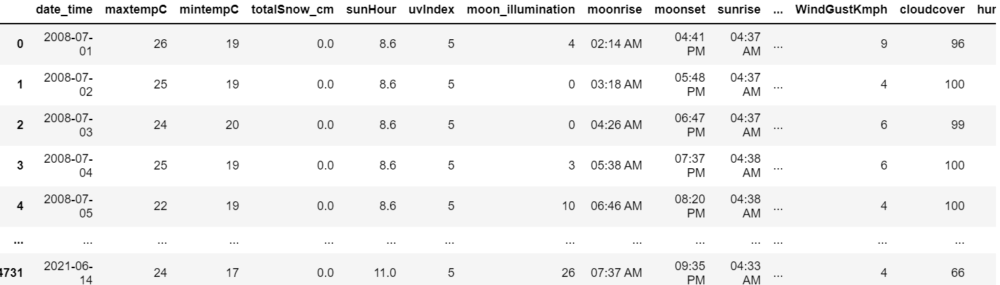 date_time maxtempC mintempC totalSnow_cm sunHour uvIndex moon_illumination moonrise moonset sunrise ... WindGustKmph cloudcover hur
0 2008-07-01 26 19 0.0 8.6 5 4 02:14 AM 04:41 PM 04:37 AM ... 9 96
1 2008-07-02 25 19 0.0 8.6 5 0 03:18 AM 05:48 PM 04:37 AM ... 4 100
2 2008-07-03 24 20 0.0 8.6 5 0 04:26 AM 06:47 PM 04:37 AM ... 6 99
3 2008-07-04 25 19 0.0 8.6 5 3 05:38 AM 07:37 PM 04:38 AM ... 6 100
4 2008-07-05 22 19 0.0 8.6 5 10 06:46 AM 08:20 PM 04:38 AM ... 4 100
... ... ... ... ... ... ... ... ... ... ... ... ... ...
4731 2021-06-14 24 17 0.0 11.0 5 26 07:37 AM 09:35 PM 04:33 AM ... 4 66